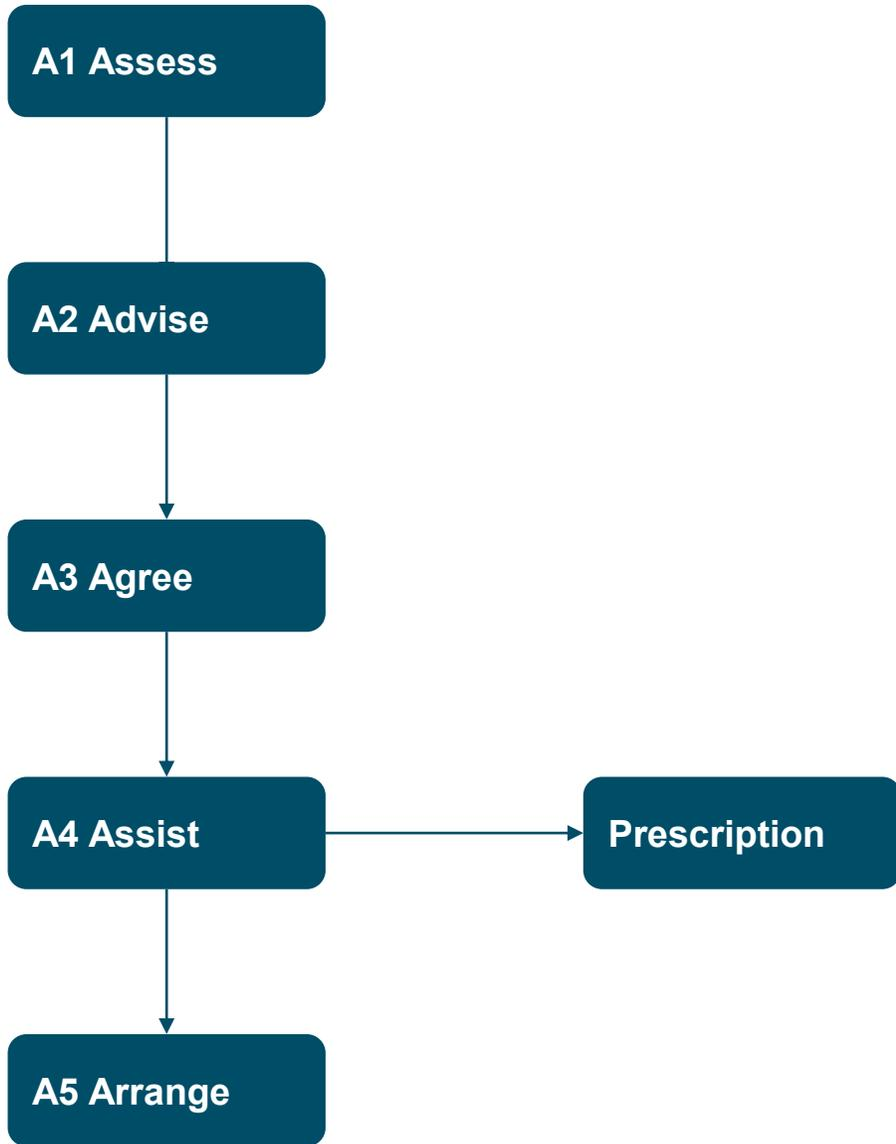 A1 Assess
A2 Advise
A3 Agree
A4 Assist
Prescription
A5 Arrange